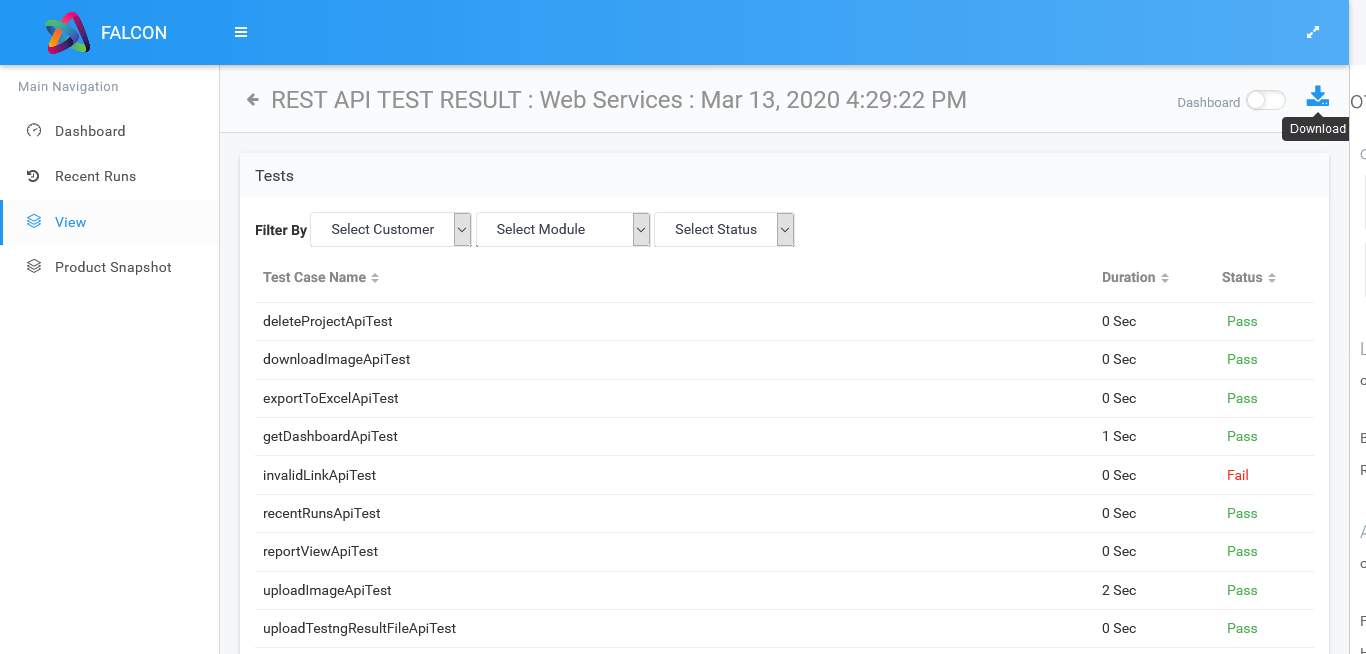 FALCON
Main Navigation
Dashboard
Recent Runs
View
Product Snapshot
REST API TEST RESULT : Web Services : Mar 13, 2020 4:29:22 PM
Dashboard
Download
Tests
Filter By Select Customer Select Module Select Status
Test Case Name Duration Status
deleteProjectApiTest 0 Sec Pass
downloadImageApiTest 0 Sec Pass
exportToExcelApiTest 0 Sec Pass
getDashboardApiTest 1 Sec Pass
invalidLinkApiTest 0 Sec Fail
recentRunsApiTest 0 Sec Pass
reportViewApiTest 0 Sec Pass
uploadImageApiTest 2 Sec Pass
uploadTestngResultFileApiTest 0 Sec Pass